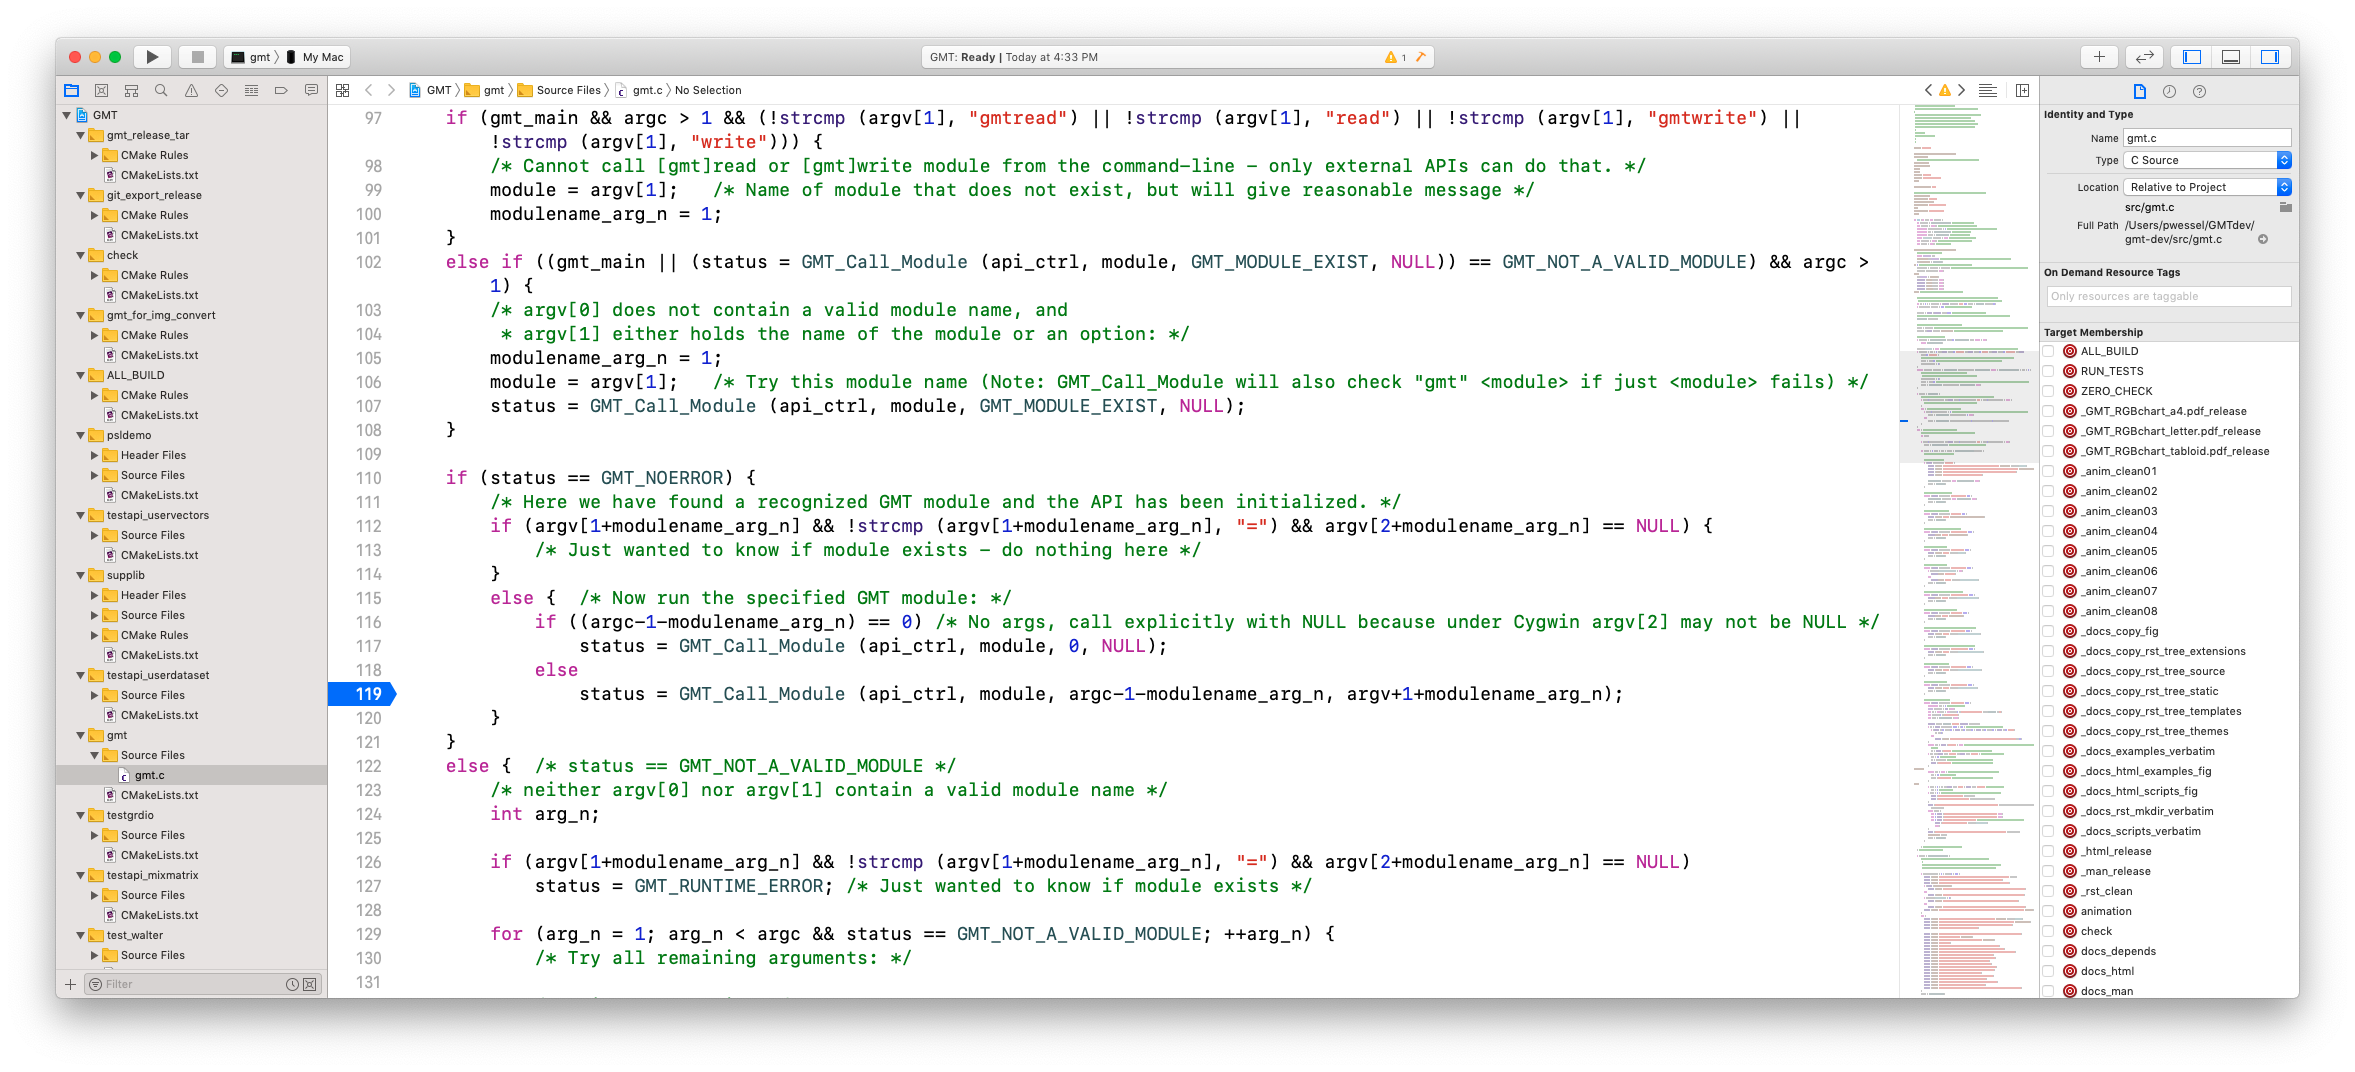 gmt 〉 My Mac
GMT: Ready | Today at 4:33 PM
1
GMT
gmt_release_tar
CMake Rules
CMakeLists.txt
git_export_release
CMake Rules
CMakeLists.txt
check
CMake Rules
CMakeLists.txt
gmt_for_img_convert
CMake Rules
CMakeLists.txt
ALL_BUILD
CMake Rules
CMakeLists.txt
psldemo
Header Files
Source Files
CMakeLists.txt
testapi_uservectors
Source Files
CMakeLists.txt
supplib
Header Files
Source Files
CMake Rules
CMakeLists.txt
testapi_userdataset
Source Files
CMakeLists.txt
gmt
Source Files
gmt.c
CMakeLists.txt
testgrdio
Source Files
CMakeLists.txt
testapi_mixmatrix
Source Files
CMakeLists.txt
test_walter
Source Files
Filter
GMT 〉 gmt 〉 Source Files 〉 gmt.c 〉 No Selection
97 if (gmt_main && argc > 1 && (!strcmp (argv[1], "gmtread") || !strcmp (argv[1], "read") || !strcmp (argv[1], "gmtwrite") ||
!strcmp (argv[1], "write"))) {
98 /* Cannot call [gmt]read or [gmt]write module from the command-line – only external APIs can do that. */
99 module = argv[1]; /* Name of module that does not exist, but will give reasonable message */
100 modulename_arg_n = 1;
101 }
102 else if ((gmt_main || (status = GMT_Call_Module (api_ctrl, module, GMT_MODULE_EXIST, NULL)) == GMT_NOT_A_VALID_MODULE) && argc >
1) {
103 /* argv[0] does not contain a valid module name, and
104 * argv[1] either holds the name of the module or an option: */
105 modulename_arg_n = 1;
106 module = argv[1]; /* Try this module name (Note: GMT_Call_Module will also check "gmt" <module> if just <module> fails) */
107 status = GMT_Call_Module (api_ctrl, module, GMT_MODULE_EXIST, NULL);
108 }
109
110 if (status == GMT_NOERROR) {
111 /* Here we have found a recognized GMT module and the API has been initialized. */
112 if (argv[1+modulename_arg_n] && !strcmp (argv[1+modulename_arg_n], "=") && argv[2+modulename_arg_n] == NULL) {
113 /* Just wanted to know if module exists – do nothing here */
114 }
115 else { /* Now run the specified GMT module: */
116 if ((argc-1-modulename_arg_n) == 0) /* No args, call explicitly with NULL because under Cygwin argv[2] may not be NULL */
117 status = GMT_Call_Module (api_ctrl, module, 0, NULL);
118 else
119 status = GMT_Call_Module (api_ctrl, module, argc-1-modulename_arg_n, argv+1+modulename_arg_n);
120 }
121 }
122 else { /* status == GMT_NOT_A_VALID_MODULE */
123 /* neither argv[0] nor argv[1] contain a valid module name */
124 int arg_n;
125
126 if (argv[1+modulename_arg_n] && !strcmp (argv[1+modulename_arg_n], "=") && argv[2+modulename_arg_n] == NULL)
127 status = GMT_RUNTIME_ERROR; /* Just wanted to know if module exists */
128
129 for (arg_n = 1; arg_n < argc && status == GMT_NOT_A_VALID_MODULE; ++arg_n) {
130 /* Try all remaining arguments: */
131
Identity and Type
Name gmt.c
Type C Source
Location Relative to Project
src/gmt.c
Full Path /Users/pwessel/GMTdev/
gmt-dev/src/gmt.c
On Demand Resource Tags
Only resources are taggable
Target Membership
ALL_BUILD
RUN_TESTS
ZERO_CHECK
_GMT_RGBchart_a4.pdf_release
_GMT_RGBchart_letter.pdf_release
_GMT_RGBchart_tabloid.pdf_release
_anim_clean01
_anim_clean02
_anim_clean03
_anim_clean04
_anim_clean05
_anim_clean06
_anim_clean07
_anim_clean08
_docs_copy_fig
_docs_copy_rst_tree_extensions
_docs_copy_rst_tree_source
_docs_copy_rst_tree_static
_docs_copy_rst_tree_templates
_docs_copy_rst_tree_themes
_docs_examples_verbatim
_docs_html_examples_fig
_docs_html_scripts_fig
_docs_rst_mkdir_verbatim
_docs_scripts_verbatim
_html_release
_man_release
_rst_clean
animation
check
docs_depends
docs_html
docs_man